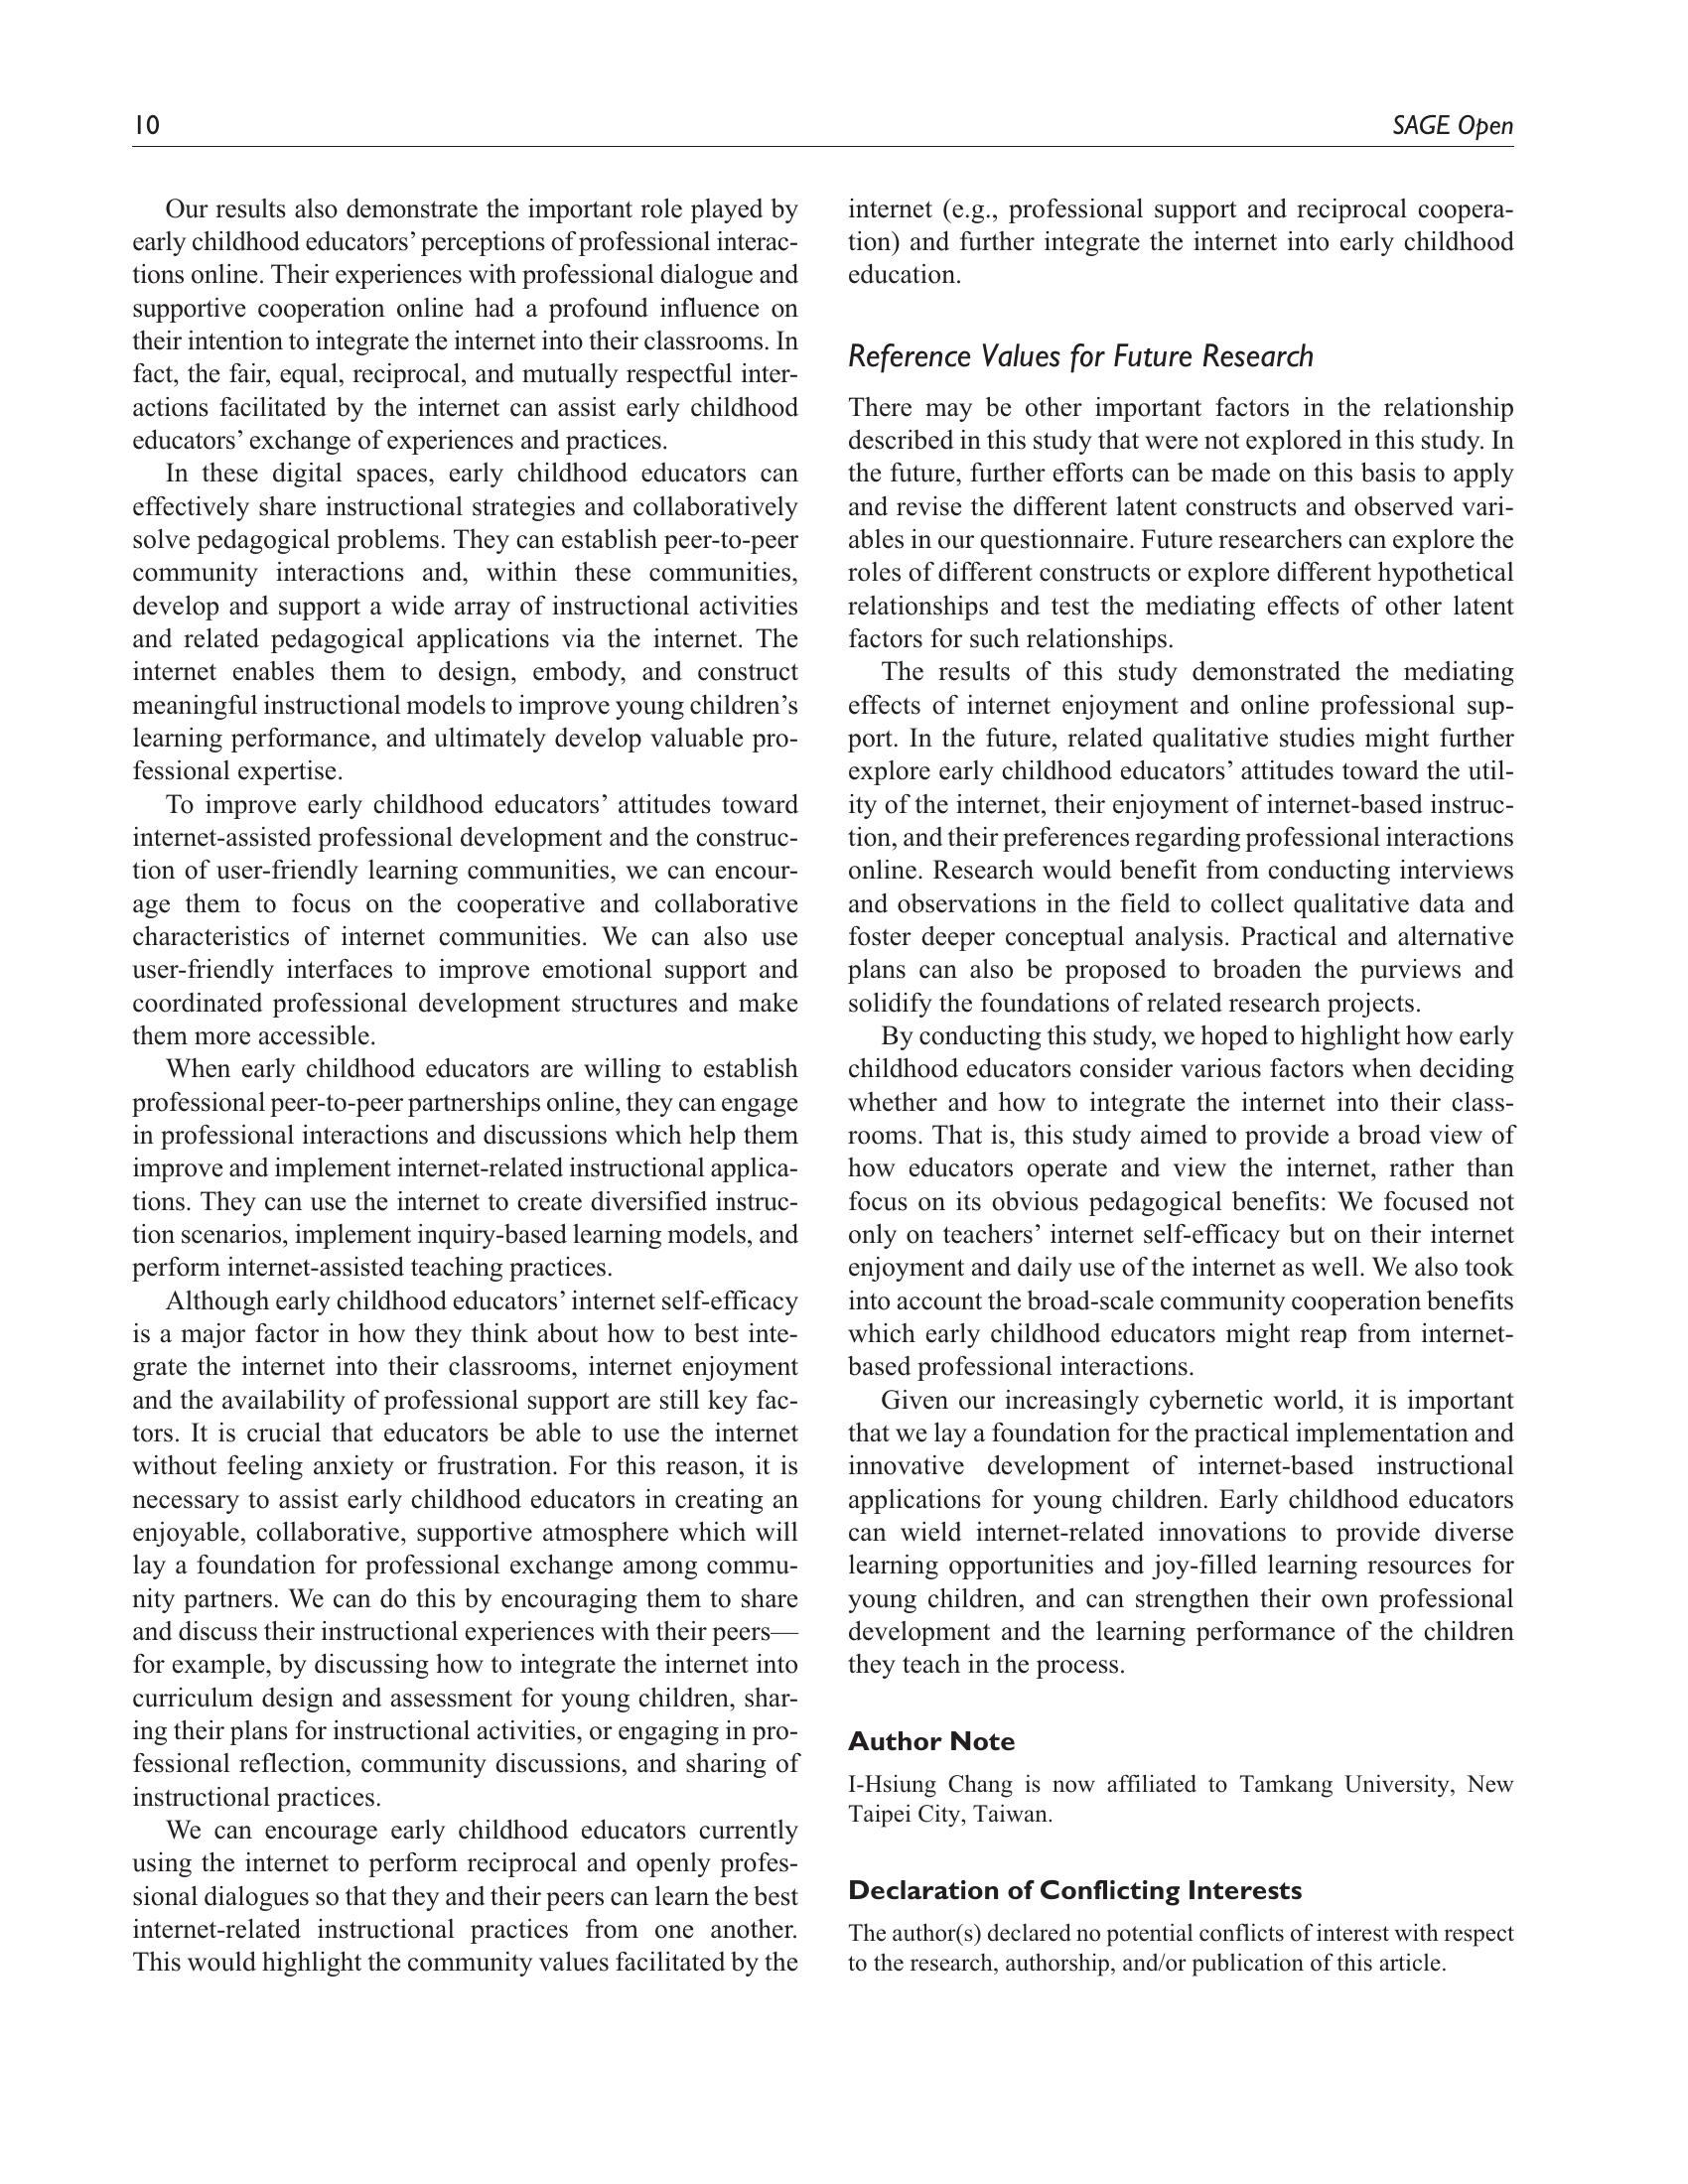 10
SAGE Open
Our results also demonstrate the important role played by
early childhood educators’ perceptions of professional interac-
tions online. Their experiences with professional dialogue and
supportive cooperation online had a profound influence on
their intention to integrate the internet into their classrooms. In
fact, the fair, equal, reciprocal, and mutually respectful inter-
actions facilitated by the internet can assist early childhood
educators’ exchange of experiences and practices.
In these digital spaces, early childhood educators can
effectively share instructional strategies and collaboratively
solve pedagogical problems. They can establish peer-to-peer
community interactions and, within these communities,
develop and support a wide array of instructional activities
and related pedagogical applications via the internet. The
internet enables them to design, embody, and construct
meaningful instructional models to improve young children’s
learning performance, and ultimately develop valuable pro-
fessional expertise.
To improve early childhood educators’ attitudes toward
internet-assisted professional development and the construc-
tion of user-friendly learning communities, we can encour-
age them to focus on the cooperative and collaborative
characteristics of internet communities. We can also use
user-friendly interfaces to improve emotional support and
coordinated professional development structures and make
them more accessible.
When early childhood educators are willing to establish
professional peer-to-peer partnerships online, they can engage
in professional interactions and discussions which help them
improve and implement internet-related instructional applica-
tions. They can use the internet to create diversified instruc-
tion scenarios, implement inquiry-based learning models, and
perform internet-assisted teaching practices.
Although early childhood educators’ internet self-efficacy
is a major factor in how they think about how to best inte-
grate the internet into their classrooms, internet enjoyment
and the availability of professional support are still key fac-
tors. It is crucial that educators be able to use the internet
without feeling anxiety or frustration. For this reason, it is
necessary to assist early childhood educators in creating an
enjoyable, collaborative, supportive atmosphere which will
lay a foundation for professional exchange among commu-
nity partners. We can do this by encouraging them to share
and discuss their instructional experiences with their peers—
for example, by discussing how to integrate the internet into
curriculum design and assessment for young children, shar-
ing their plans for instructional activities, or engaging in pro-
fessional reflection, community discussions, and sharing of
instructional practices.
We can encourage early childhood educators currently
using the internet to perform reciprocal and openly profes-
sional dialogues so that they and their peers can learn the best
internet-related instructional practices from one another.
This would highlight the community values facilitated by the
internet (e.g., professional support and reciprocal coopera-
tion) and further integrate the internet into early childhood
education.
Reference Values for Future Research
There may be other important factors in the relationship
described in this study that were not explored in this study. In
the future, further efforts can be made on this basis to apply
and revise the different latent constructs and observed vari-
ables in our questionnaire. Future researchers can explore the
roles of different constructs or explore different hypothetical
relationships and test the mediating effects of other latent
factors for such relationships.
The results of this study demonstrated the mediating
effects of internet enjoyment and online professional sup-
port. In the future, related qualitative studies might further
explore early childhood educators’ attitudes toward the util-
ity of the internet, their enjoyment of internet-based instruc-
tion, and their preferences regarding professional interactions
online. Research would benefit from conducting interviews
and observations in the field to collect qualitative data and
foster deeper conceptual analysis. Practical and alternative
plans can also be proposed to broaden the purviews and
solidify the foundations of related research projects.
By conducting this study, we hoped to highlight how early
childhood educators consider various factors when deciding
whether and how to integrate the internet into their class-
rooms. That is, this study aimed to provide a broad view of
how educators operate and view the internet, rather than
focus on its obvious pedagogical benefits: We focused not
only on teachers’ internet self-efficacy but on their internet
enjoyment and daily use of the internet as well. We also took
into account the broad-scale community cooperation benefits
which early childhood educators might reap from internet-
based professional interactions.
Given our increasingly cybernetic world, it is important
that we lay a foundation for the practical implementation and
innovative development of internet-based instructional
applications for young children. Early childhood educators
can wield internet-related innovations to provide diverse
learning opportunities and joy-filled learning resources for
young children, and can strengthen their own professional
development and the learning performance of the children
they teach in the process.
Author Note
I-Hsiung Chang is now affiliated to Tamkang University, New
Taipei City, Taiwan.
Declaration of Conflicting Interests
The author(s) declared no potential conflicts of interest with respect
to the research, authorship, and/or publication of this article.